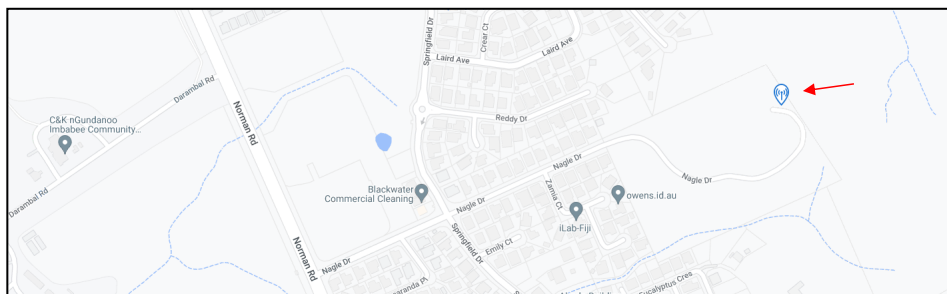 Springfield Dr
Crear Ct
Laird Ave
Laird Ave
Darambal Rd
Norman Rd
C&K nGundanoo
Imbabee Community...
Reddy Dr
Nagle Dr
Nagle Dr
Darambal Rd
Blackwater
Commercial Cleaning
Zamia Ct
owens.id.au
Nagle Dr
iLab-Fiji
Springfield Dr
Emily Ct
Norman Rd
Nagle Dr
Eucalyptus Cres